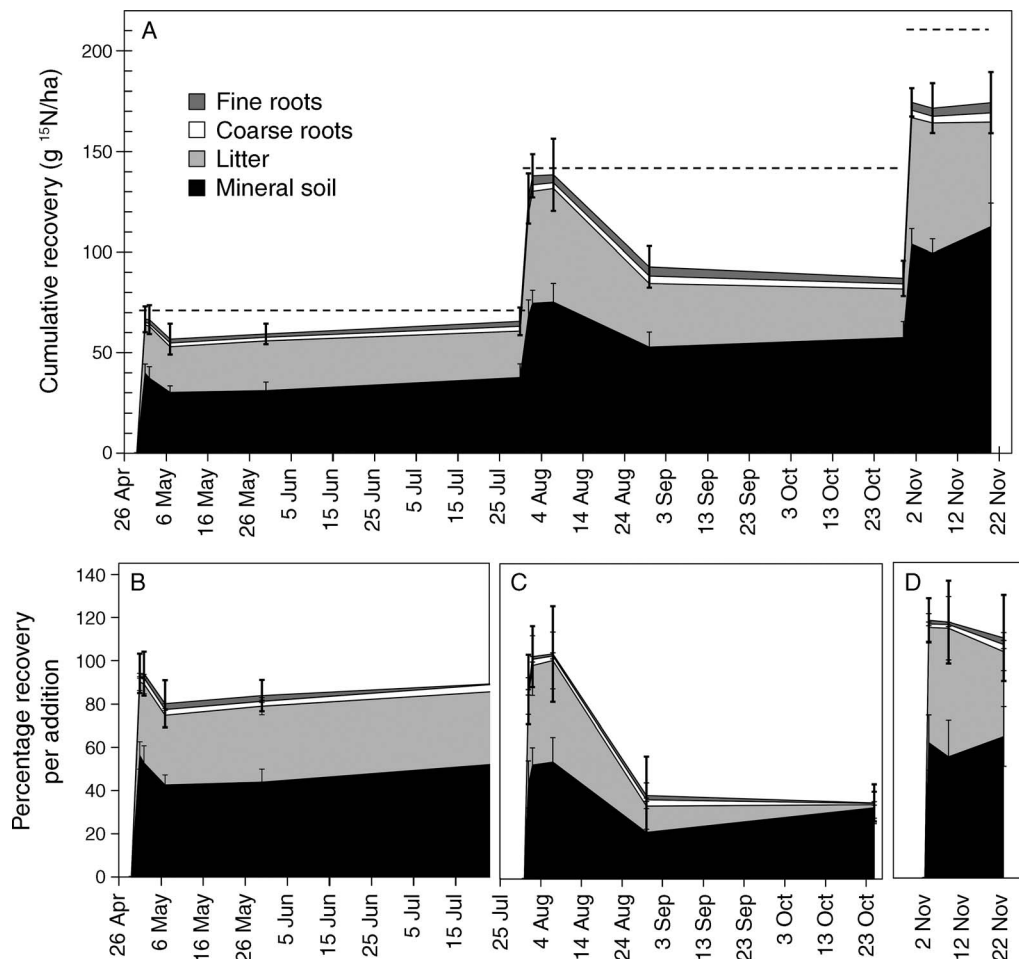 A
Cumulative recovery (g ¹⁵N/ha)
200
150
100
50
0
Fine roots
Coarse roots
Litter
Mineral soil
26 Apr
6 May
16 May
26 May
5 Jun
15 Jun
25 Jun
5 Jul
15 Jul
25 Jul
4 Aug
14 Aug
24 Aug
3 Sep
13 Sep
23 Sep
3 Oct
13 Oct
23 Oct
2 Nov
12 Nov
22 Nov
B
C
D
Percentage recovery
per addition
140
120
100
80
60
40
20
0
26 Apr
6 May
16 May
26 May
5 Jun
15 Jun
25 Jun
5 Jul
15 Jul
25 Jul
4 Aug
14 Aug
24 Aug
3 Sep
13 Sep
23 Sep
3 Oct
13 Oct
23 Oct
2 Nov
12 Nov
22 Nov